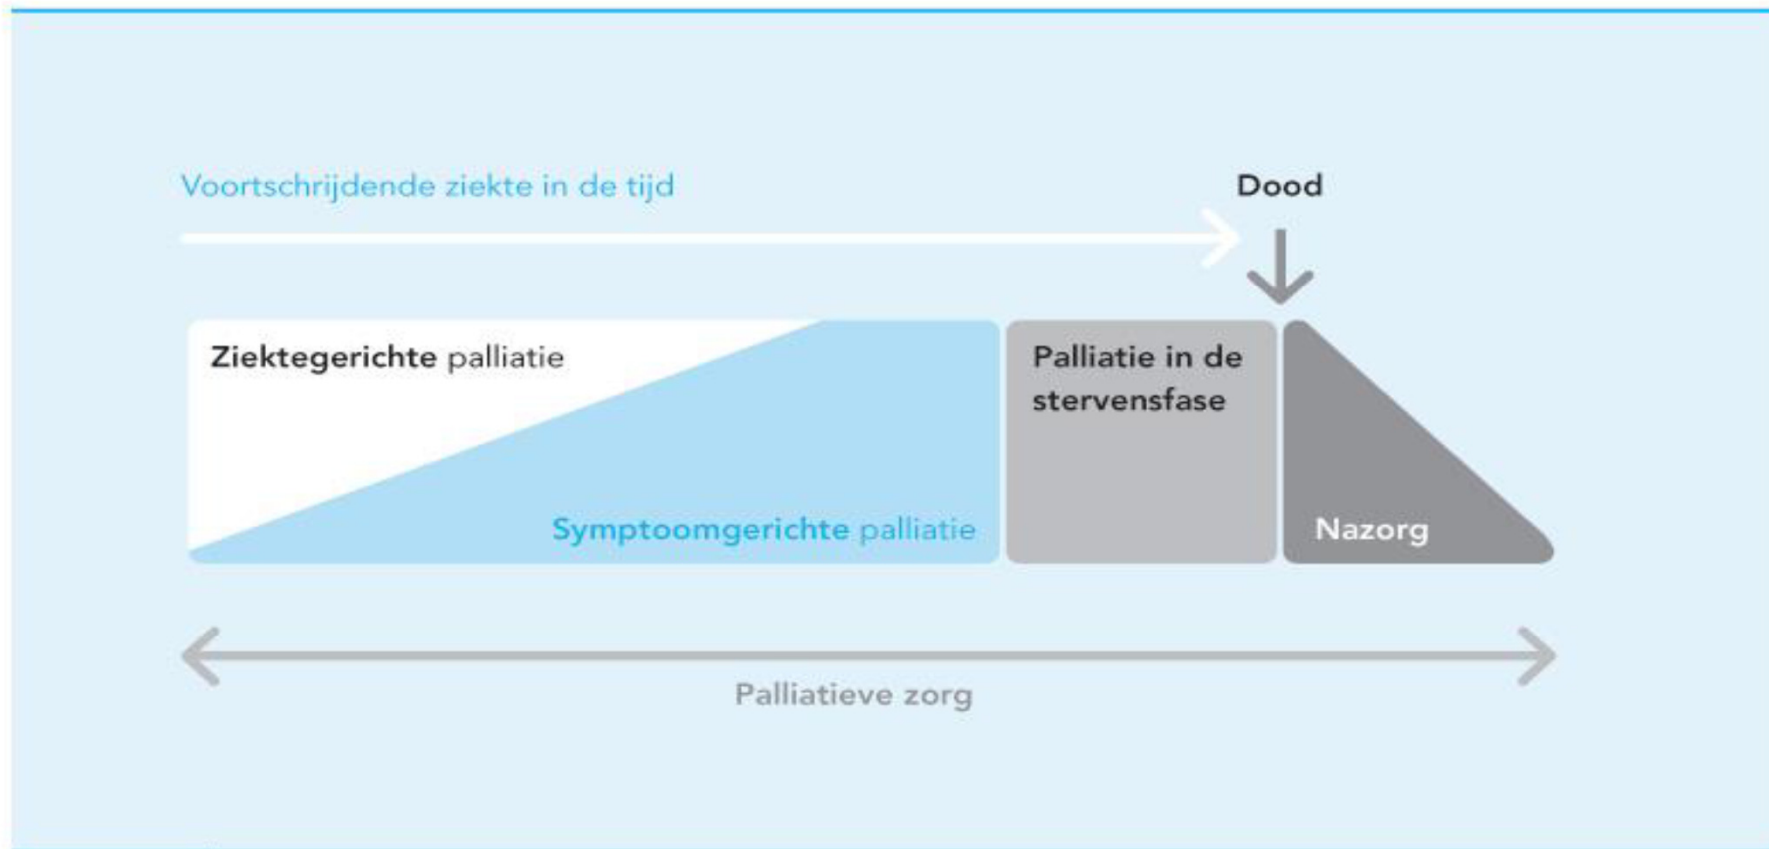 Voortschrijdende ziekte in de tijd
Dood
Ziektegerichte palliatie
Palliatie in de
stervensfase
Symptoomgerichte palliatie
Nazorg
Palliatieve zorg